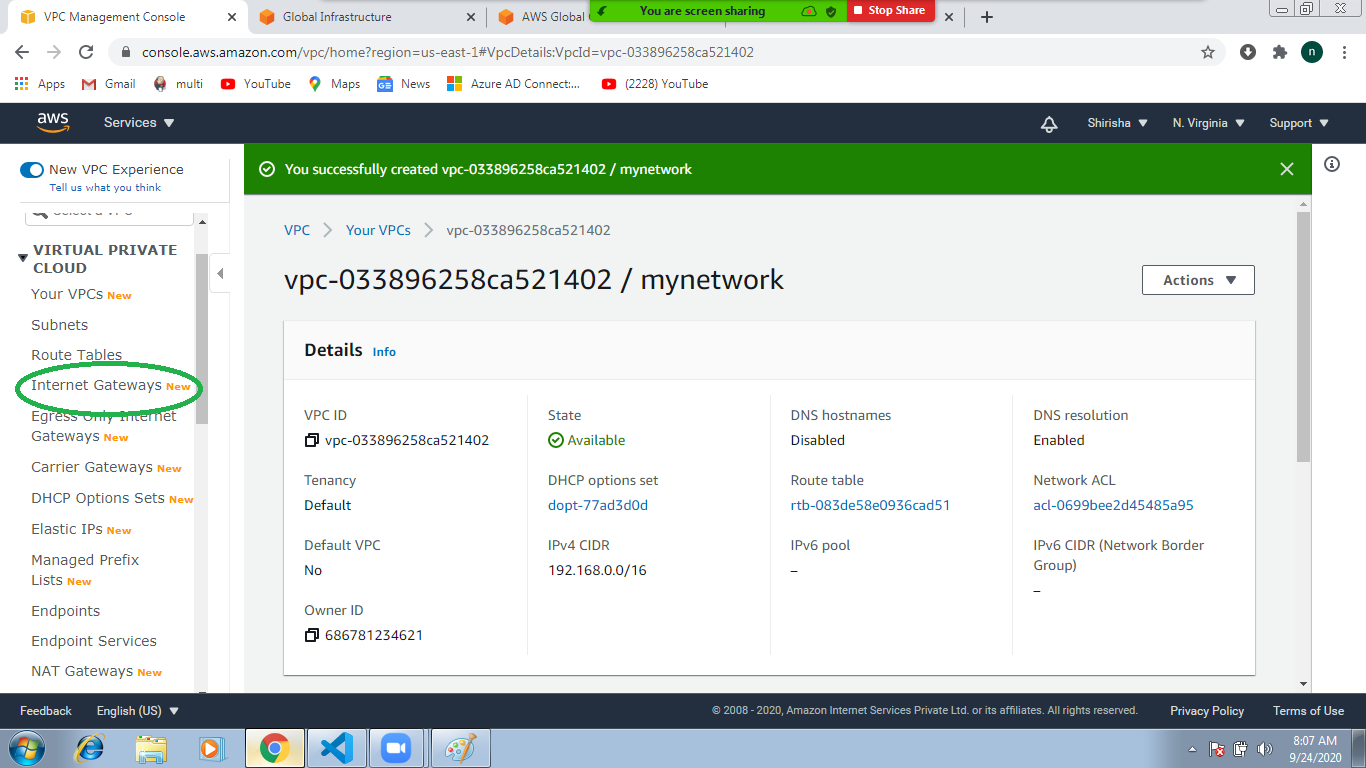 VPC Management Console
Global Infrastructure
AWS Global
You are screen sharing
Stop Share
console.aws.amazon.com/vpc/home?region=us-east-1#VpcDetails:VpcId=vpc-033896258ca521402
n
Apps
Gmail
multi
YouTube
Maps
News
Azure AD Connect:...
(2228) YouTube
aws
Services
Shirisha
N. Virginia
Support
New VPC Experience
Tell us what you think
Select a VPC
VIRTUAL PRIVATE
CLOUD
Your VPCs New
Subnets
Route Tables
Internet Gateways New
Egress Only Internet
Gateways New
Carrier Gateways New
DHCP Options Sets New
Elastic IPs New
Managed Prefix
Lists New
Endpoints
Endpoint Services
NAT Gateways New
You successfully created vpc-033896258ca521402 / mynetwork
VPC
Your VPCs
vpc-033896258ca521402
vpc-033896258ca521402 / mynetwork
Actions
Details Info
VPC ID
vpc-033896258ca521402
State
Available
DNS hostnames
Disabled
DNS resolution
Enabled
Tenancy
Default
DHCP options set
dopt-77ad3d0d
Route table
rtb-083de58e0936cad51
Network ACL
acl-0699bee2d45485a95
Default VPC
No
IPv4 CIDR
192.168.0.0/16
IPv6 pool
–
IPv6 CIDR (Network Border
Group)
–
Owner ID
686781234621
Feedback
English (US)
© 2008 - 2020, Amazon Internet Services Private Ltd. or its affiliates. All rights reserved.
Privacy Policy
Terms of Use
8:07 AM
9/24/2020